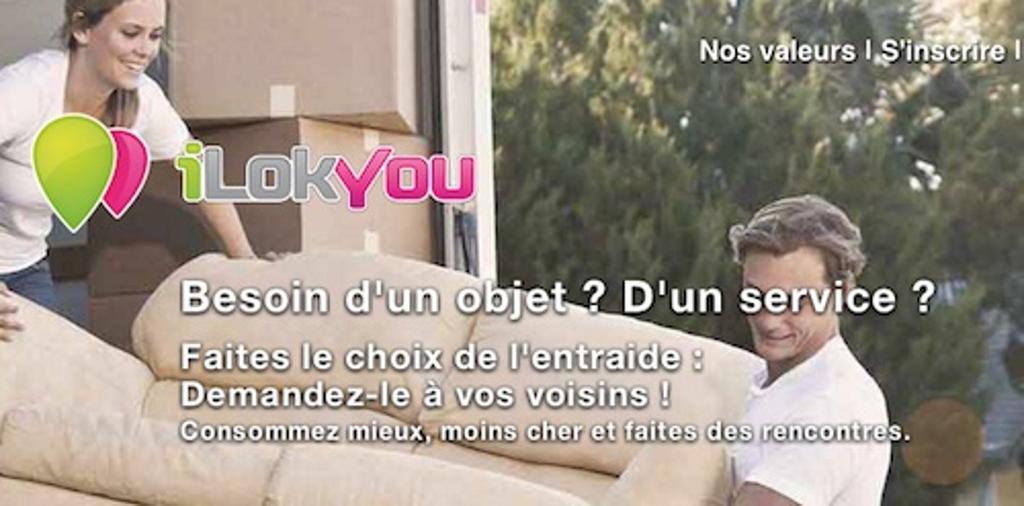 Nos valeurs | S'inscrire |
iLokYou
Besoin d'un objet ? D'un service ?
Faites le choix de l'entraide :
Demandez-le à vos voisins !
Consommez mieux, moins cher et faites des rencontres.